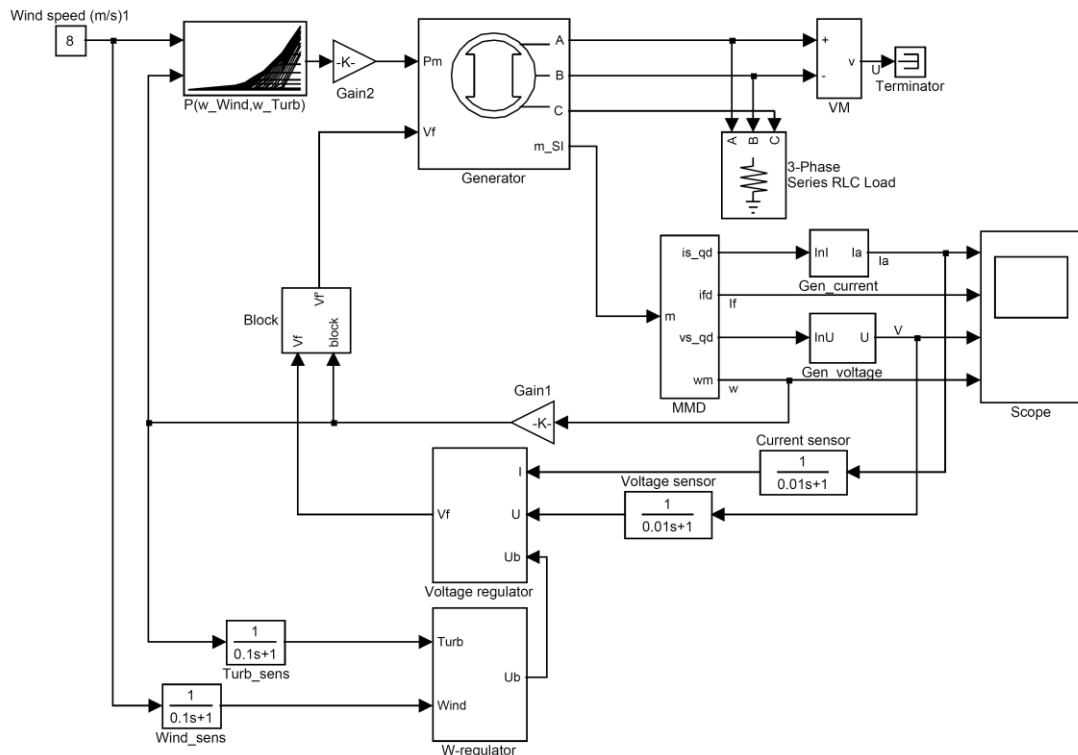 Wind speed (m/s)1
8
P(w_Wind,w_Turb)
-K-
Gain2
Pm
Vf
A
B
C
m_SI
Generator
+
-
v
VM
U
Terminator
A
B
C
3-Phase
Series RLC Load
m
is_qd
ifd
vs_qd
wm
MMD
If
w
InI
Ia
Gen_current
Ia
InU
U
Gen_voltage
V
Scope
Block
Vf'
Vf
block
Gain1
-K-
Current sensor
1
0.01s+1
Voltage sensor
1
0.01s+1
I
Vf
U
Ub
Voltage regulator
1
0.1s+1
Turb_sens
Turb
Ub
Wind
W-regulator
1
0.1s+1
Wind_sens